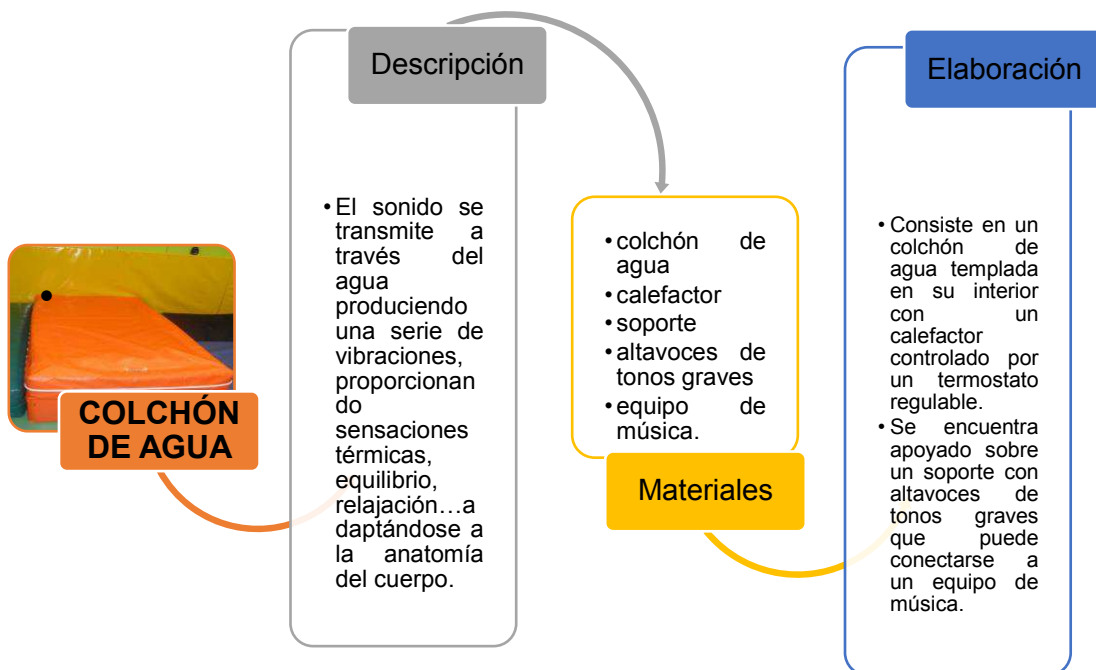 COLCHÓN
DE AGUA
Descripción
•El sonido se
transmite a
través del
agua
produciendo
una serie de
vibraciones,
proporcionan
do
sensaciones
térmicas,
equilibrio,
relajación…a
daptándose a
la anatomía
del cuerpo.
•colchón de
agua
•calefactor
•soporte
•altavoces de
tonos graves
•equipo de
música.
Materiales
Elaboración
•Consiste en un
colchón de
agua templada
en su interior
con un
calefactor
controlado por
un termostato
regulable.
•Se encuentra
apoyado sobre
un soporte con
altavoces de
tonos graves
que puede
conectarse a
un equipo de
música.